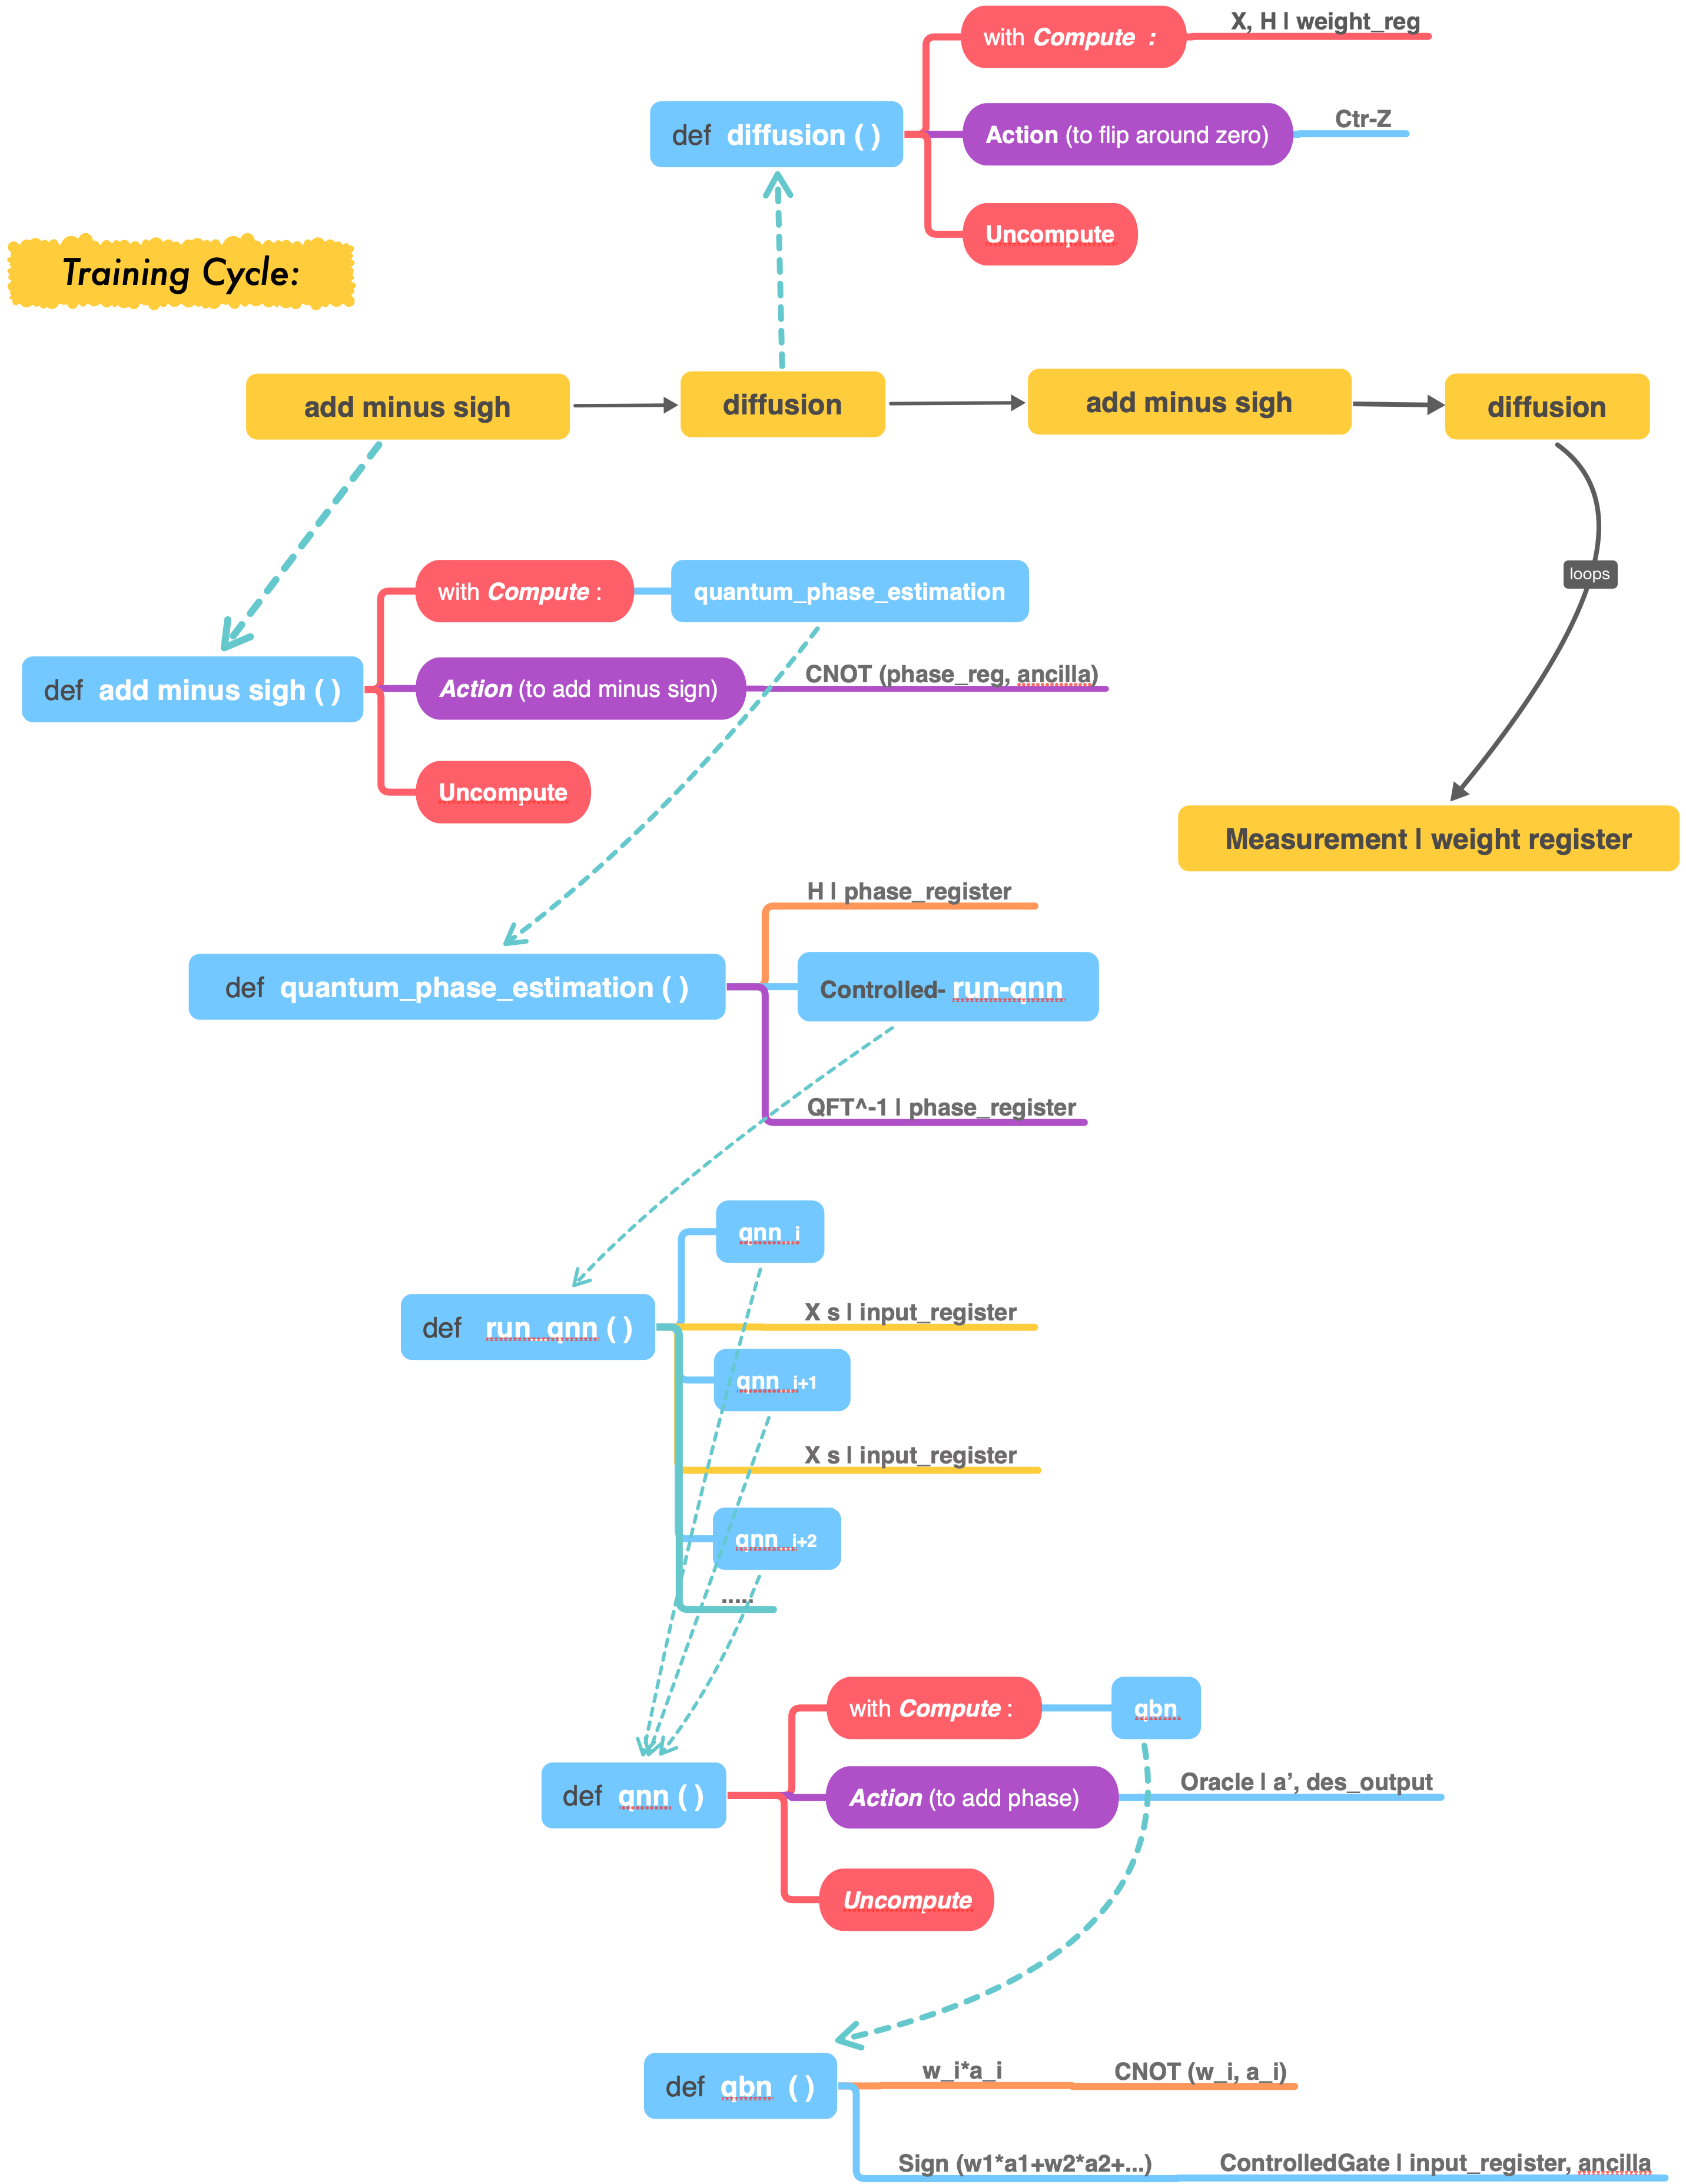 with Compute :
X, H | weight_reg
def diffusion ( )
Action (to flip around zero)
Ctr-Z
Uncompute
Training Cycle:
add minus sigh
diffusion
add minus sigh
diffusion
loops
with Compute :
quantum_phase_estimation
def add minus sigh ( )
Action (to add minus sign)
CNOT (phase_reg, ancilla)
Uncompute
Measurement | weight register
H | phase_register
def quantum_phase_estimation ( )
Controlled- run-qnn
QFT^-1 | phase_register
qnn_i
X s | input_register
def run_qnn ( )
qnn_i+1
X s | input_register
qnn_i+2
.....
with Compute :
qbn
def qnn ( )
Action (to add phase)
Oracle | a’, des_output
Uncompute
def qbn ( )
w_i*a_i
CNOT (w_i, a_i)
Sign (w1*a1+w2*a2+...)
ControlledGate | input_register, ancilla